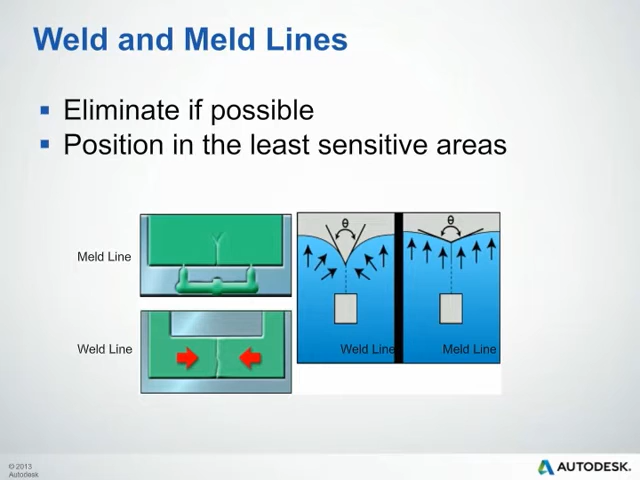 Weld and Meld Lines
▪ Eliminate if possible
▪ Position in the least sensitive areas
Meld Line
Weld Line
θ
θ
Weld Line
Meld Line
© 2013
Autodesk
AUTODESK.